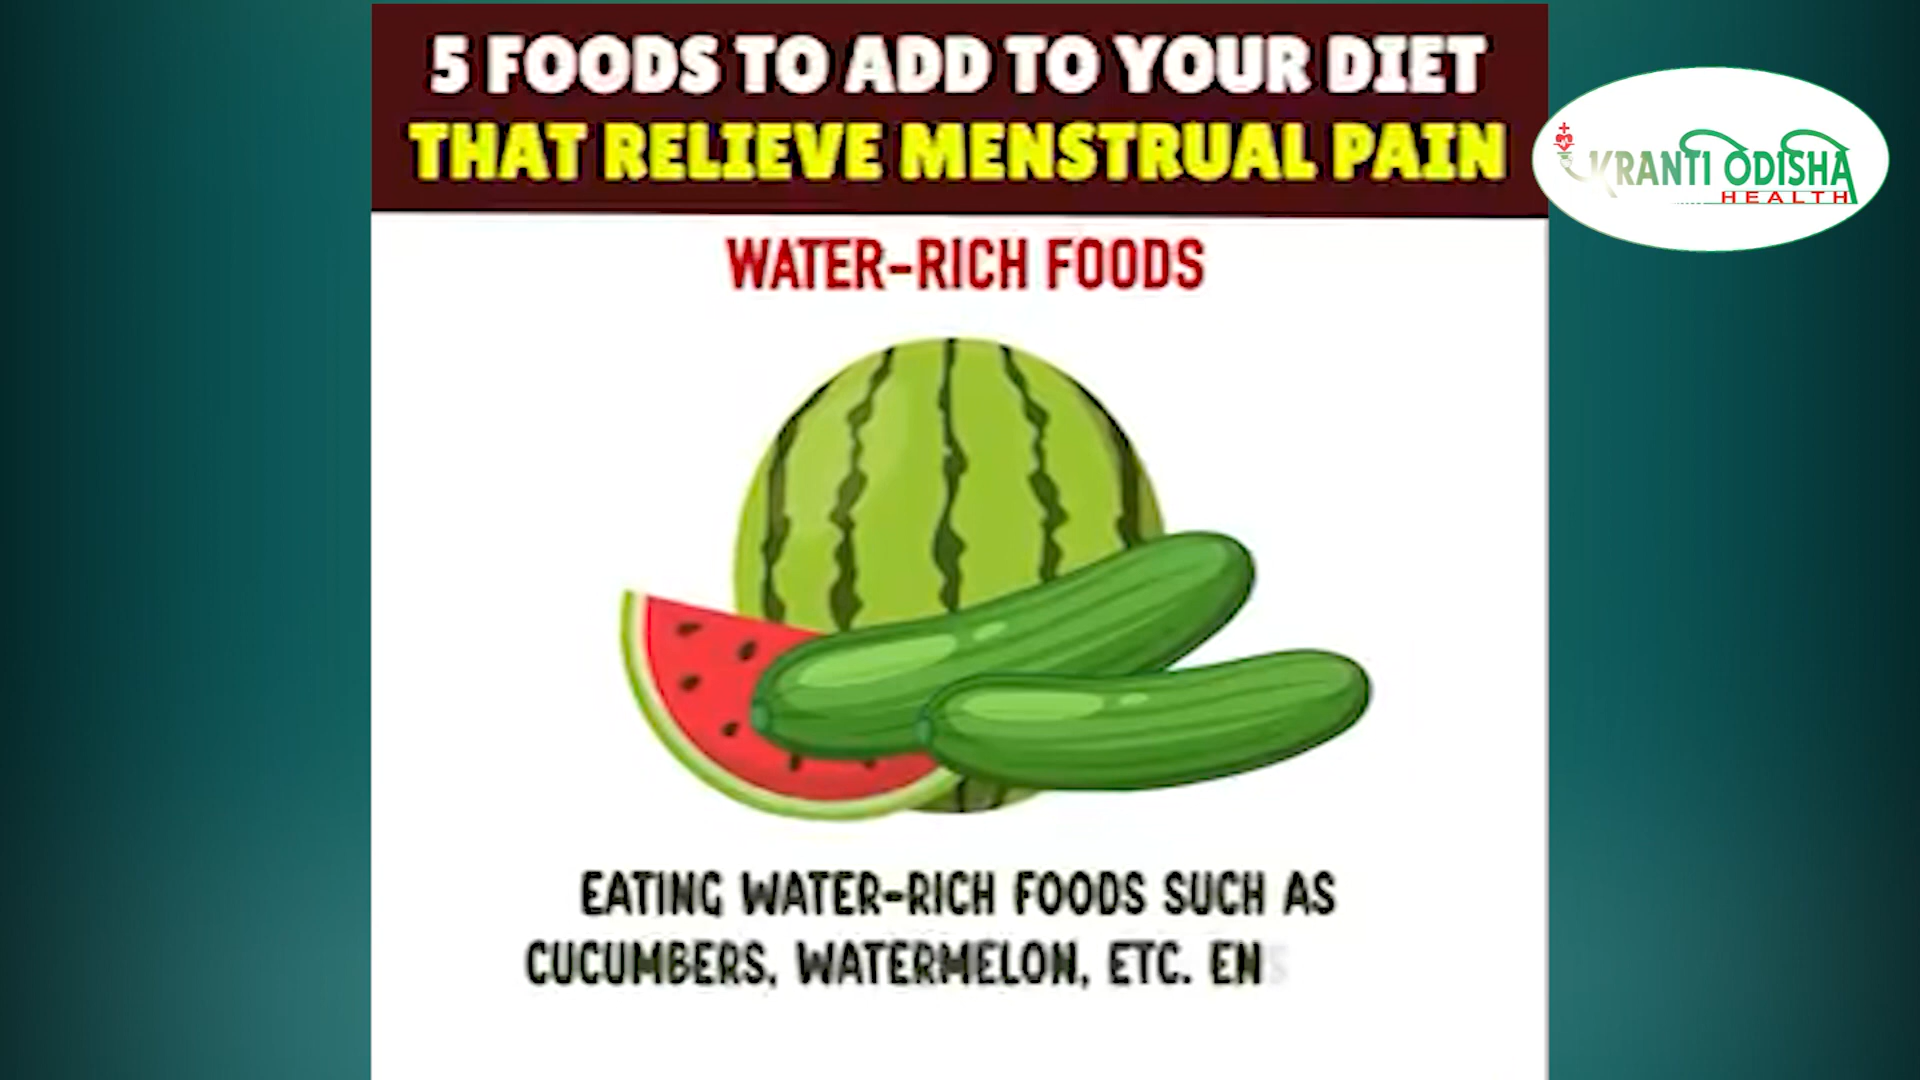 5 FOODS TO ADD TO YOUR DIET
THAT RELIEVE MENSTRUAL PAIN
KRANTI ODISHA
HEALTH
WATER-RICH FOODS
EATING WATER-RICH FOODS SUCH AS
CUCUMBERS, WATERMELON, ETC. ENS